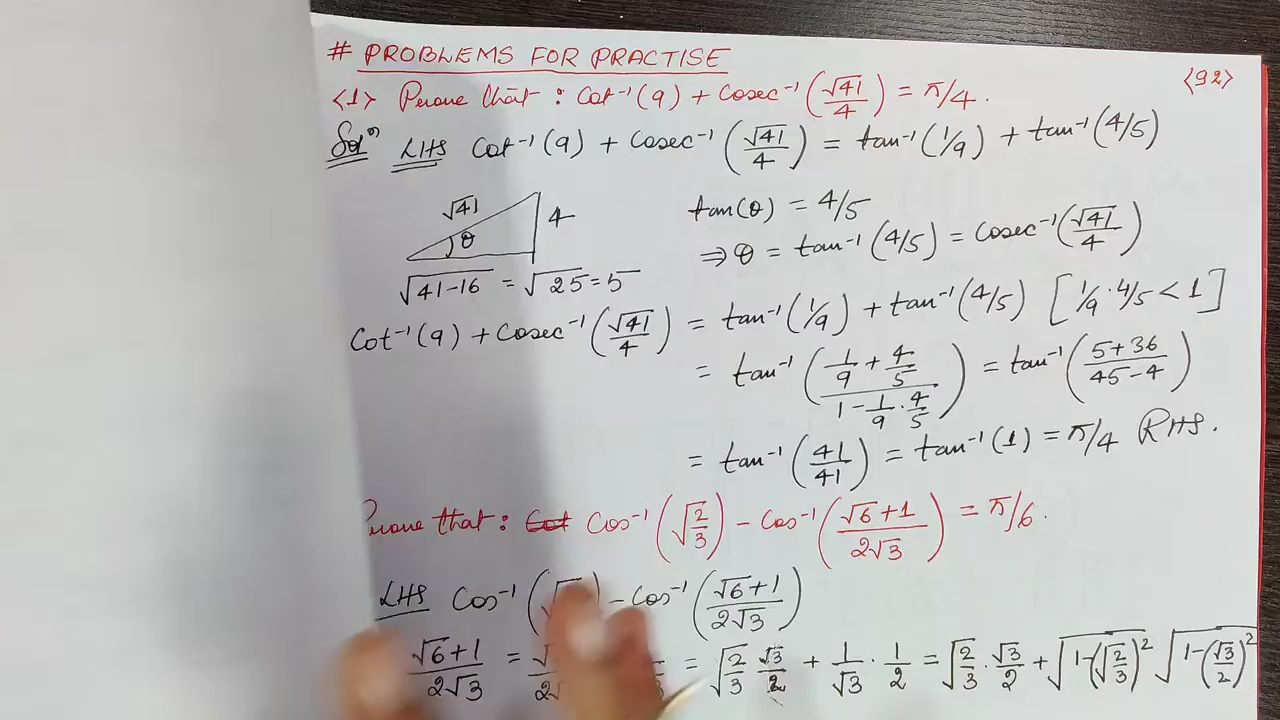 # PROBLEMS FOR PRACTISE
<92>
<1> Prove that : Cot⁻¹(9) + Cosec⁻¹(√41/4) = π/4.
Solⁿ LHS Cot⁻¹(9) + Cosec⁻¹(√41/4) = tan⁻¹(1/9) + tan⁻¹(4/5)
√41 θ 4
tan(θ) = 4/5
⇒ θ = tan⁻¹(4/5) = Cosec⁻¹(√41/4)
√41-16 = √25 = 5
Cot⁻¹(9) + Cosec⁻¹(√41/4) = tan⁻¹(1/9) + tan⁻¹(4/5) [1/9 · 4/5 < 1]
= tan⁻¹((1/9 + 4/5)/(1 - 1/9 · 4/5)) = tan⁻¹((5+36)/(45-4))
= tan⁻¹(41/41) = tan⁻¹(1) = π/4 RHS.
Prove that : Cot Cos⁻¹(√2/3) - Cos⁻¹((√6+1)/2√3) = π/6.
LHS Cos⁻¹( ) - Cos⁻¹((√6+1)/2√3)
(√6+1)/2√3 = = √2/3 √3/2 + 1/√3 · 1/2 = √2/3 · √3/2 + √1-(√2/3)² √1-(√3/2)²